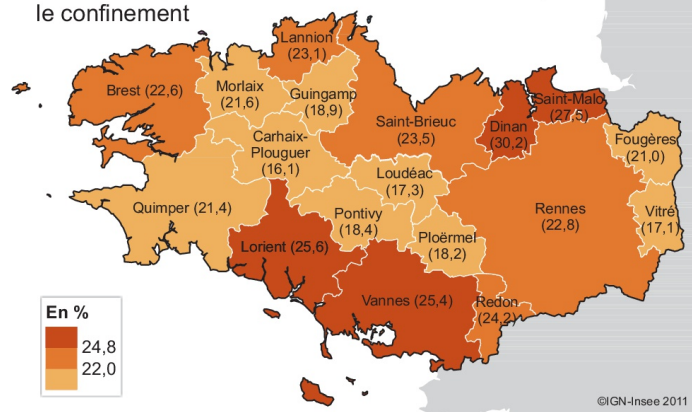 le confinement
Lannion
(23,1)
Brest (22,6)
Morlaix
(21,6)
Guingamp
(18,9)
Saint-Malo
(27,5)
Saint-Brieuc
(23,5)
Dinan
(30,2)
Fougères
(21,0)
Carhaix-
Plouguer
(16,1)
Loudéac
(17,3)
Quimper (21,4)
Pontivy
(18,4)
Rennes
(22,8)
Vitré
(17,1)
Ploërmel
(18,2)
Lorient (25,6)
Vannes (25,4)
Redon
(24,2)
En %
24,8
22,0
©IGN-Insee 2011